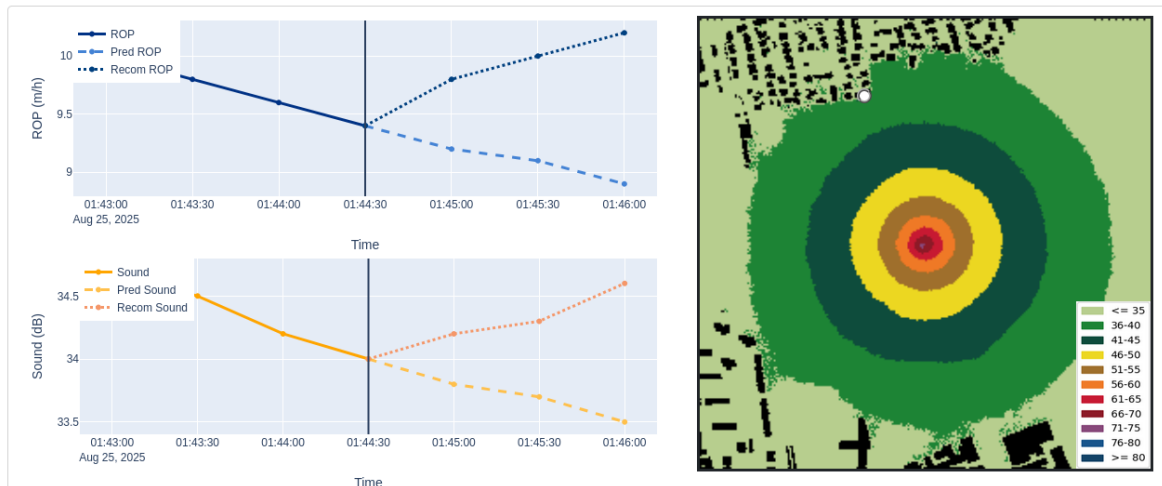 ROP
Pred ROP
Recom ROP
10
9.5
9
ROP (m/h)
01:43:00 01:43:30 01:44:00 01:44:30 01:45:00 01:45:30 01:46:00
Aug 25, 2025
Time
Sound
Pred Sound
Recom Sound
34.5
34
33.5
Sound (dB)
01:43:00 01:43:30 01:44:00 01:44:30 01:45:00 01:45:30 01:46:00
Aug 25, 2025
Time
<= 35
36-40
41-45
46-50
51-55
56-60
61-65
66-70
71-75
76-80
>= 80